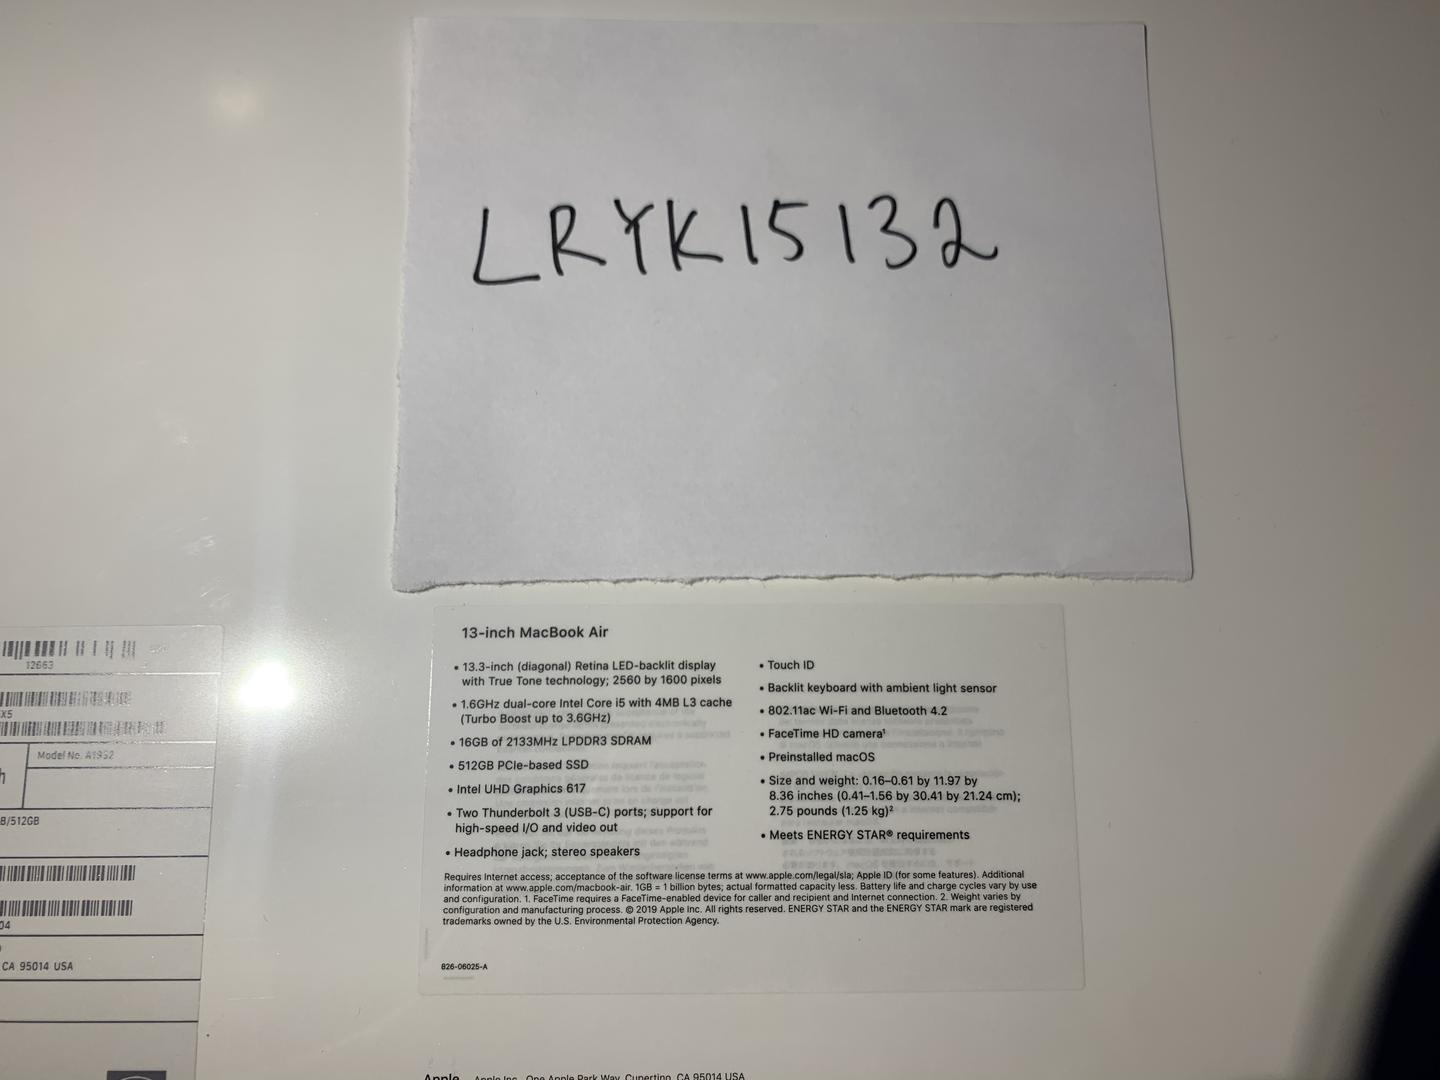 LRYK15132
13-inch MacBook Air
• 13.3-inch (diagonal) Retina LED-backlit display
with True Tone technology; 2560 by 1600 pixels
• 1.6GHz dual-core Intel Core i5 with 4MB L3 cache
(Turbo Boost up to 3.6GHz)
• 16GB of 2133MHz LPDDR3 SDRAM
• 512GB PCIe-based SSD
• Intel UHD Graphics 617
• Two Thunderbolt 3 (USB-C) ports; support for
high-speed I/O and video out
• Headphone jack; stereo speakers
• Touch ID
• Backlit keyboard with ambient light sensor
• 802.11ac Wi-Fi and Bluetooth 4.2
• FaceTime HD camera¹
• Preinstalled macOS
• Size and weight: 0.16–0.61 by 11.97 by
8.36 inches (0.41–1.56 by 30.41 by 21.24 cm);
2.75 pounds (1.25 kg)²
• Meets ENERGY STAR® requirements
Requires Internet access; acceptance of the software license terms at www.apple.com/legal/sla; Apple ID (for some features). Additional
information at www.apple.com/macbook-air. 1GB = 1 billion bytes; actual formatted capacity less. Battery life and charge cycles vary by use
and configuration. 1. FaceTime requires a FaceTime-enabled device for caller and recipient and Internet connection. 2. Weight varies by
configuration and manufacturing process. © 2019 Apple Inc. All rights reserved. ENERGY STAR and the ENERGY STAR mark are registered
trademarks owned by the U.S. Environmental Protection Agency.
826-06025-A
12663
X5
Model No. A1932
h
B/512GB
04
CA 95014 USA
Apple Apple Inc., One Apple Park Way, Cupertino, CA 95014 USA